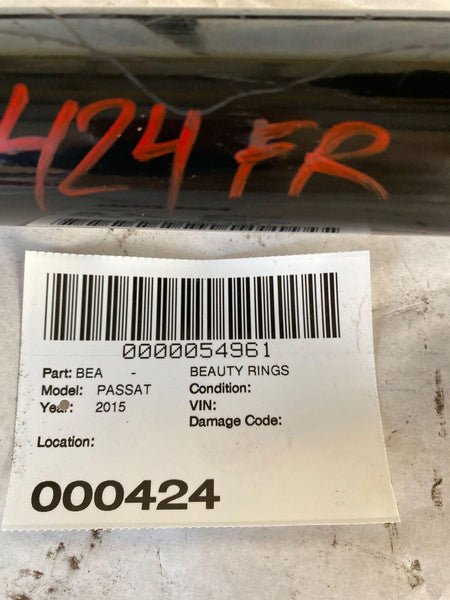 424 FR
0000054961
Part: BEA - BEAUTY RINGS
Model: PASSAT Condition:
Year: 2015 VIN:
Damage Code:
Location:
000424